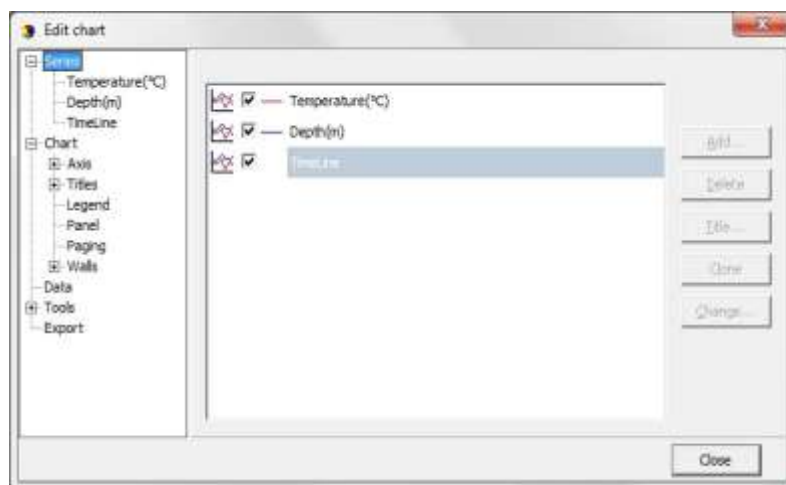 Edit chart
Series
Temperature(°C)
Depth(m)
TimeLine
Chart
Axis
Titles
Legend
Panel
Paging
Walls
Data
Tools
Export
Temperature(°C)
Depth(m)
TimeLine
Add...
Delete
Title...
Clone
Change...
Close